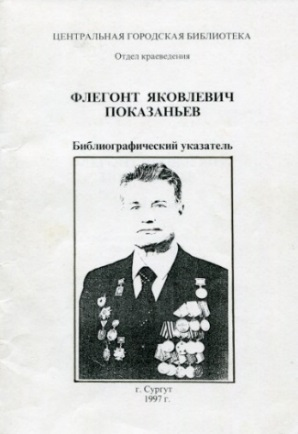 ЦЕНТРАЛЬНАЯ ГОРОДСКАЯ БИБЛИОТЕКА
Отдел краеведения
ФЛЕГОНТ ЯКОВЛЕВИЧ
ПОКАЗАНЬЕВ
Библиографический указатель
г. Сургут
1997 г.